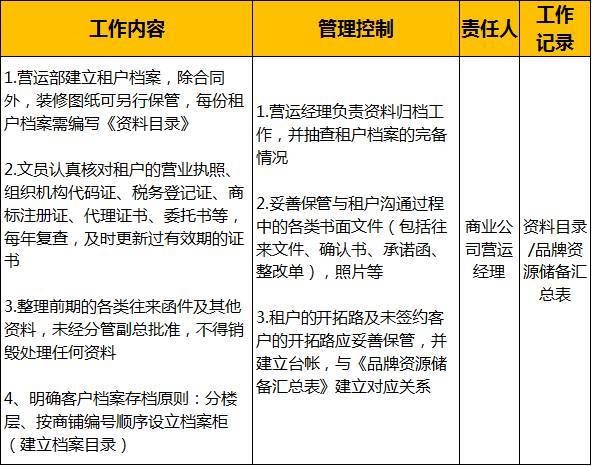 工作内容
管理控制
责任人
工作
记录
1.营运部建立租户档案，除合同
外，装修图纸可另行保管，每份租
户档案需编写《资料目录》
2.文员认真核对租户的营业执照、
组织机构代码证、税务登记证、商
标注册证、代理证书、委托书等，
每年复查，及时更新过有效期的证
书
3.整理前期的各类往来函件及其他
资料，未经分管副总批准，不得销
毁处理任何资料
4、明确客户档案存档原则：分楼
层、按商铺编号顺序设立档案柜
（建立档案目录）
1.营运经理负责资料归档工
作，并抽查租户档案的完备
情况
2.妥善保管与租户沟通过程
中的各类书面文件（包括往
来文件、确认书、承诺函、
整改单），照片等
3.租户的开拓路及未签约客
户的开拓路应妥善保管，并
建立台帐，与《品牌资源储
备汇总表》建立对应关系
商业公
司营运
经理
资料目录
/品牌资
源储备汇
总表